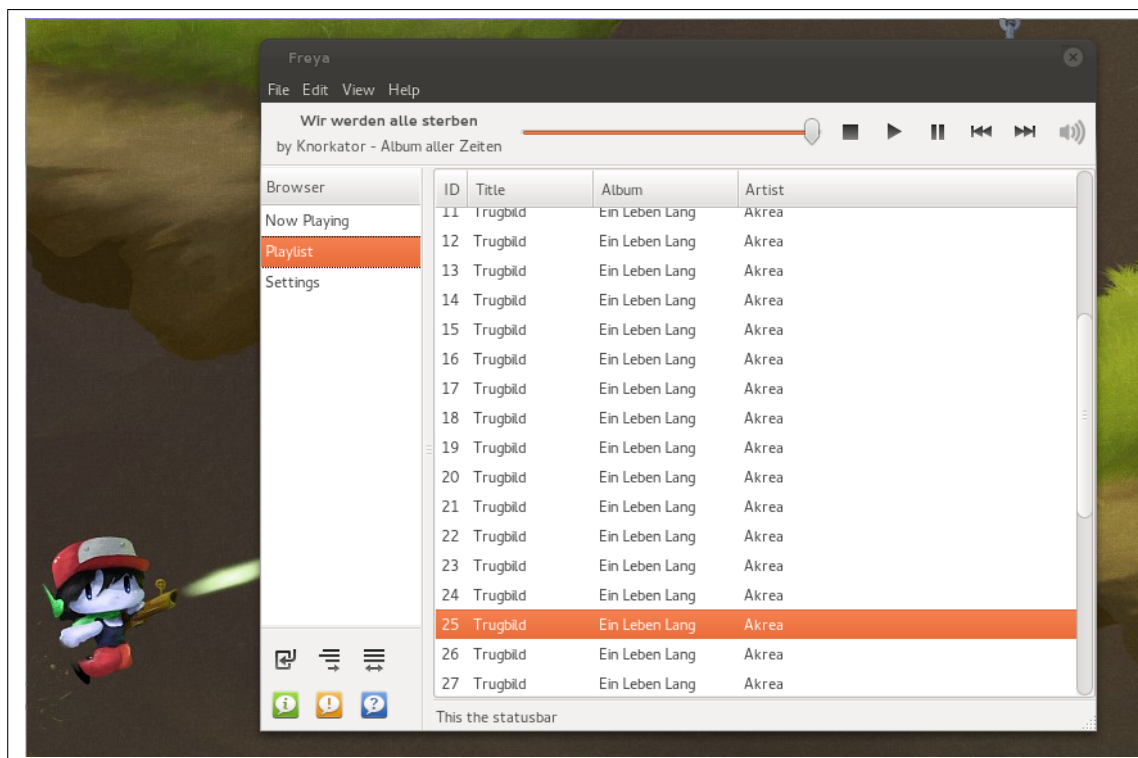 Freya
File Edit View Help
Wir werden alle sterben
by Knorkator - Album aller Zeiten
Browser
Now Playing
Playlist
Settings
ID Title Album Artist
11 Trugbild Ein Leben Lang Akrea
12 Trugbild Ein Leben Lang Akrea
13 Trugbild Ein Leben Lang Akrea
14 Trugbild Ein Leben Lang Akrea
15 Trugbild Ein Leben Lang Akrea
16 Trugbild Ein Leben Lang Akrea
17 Trugbild Ein Leben Lang Akrea
18 Trugbild Ein Leben Lang Akrea
19 Trugbild Ein Leben Lang Akrea
20 Trugbild Ein Leben Lang Akrea
21 Trugbild Ein Leben Lang Akrea
22 Trugbild Ein Leben Lang Akrea
23 Trugbild Ein Leben Lang Akrea
24 Trugbild Ein Leben Lang Akrea
25 Trugbild Ein Leben Lang Akrea
26 Trugbild Ein Leben Lang Akrea
27 Trugbild Ein Leben Lang Akrea
This the statusbar